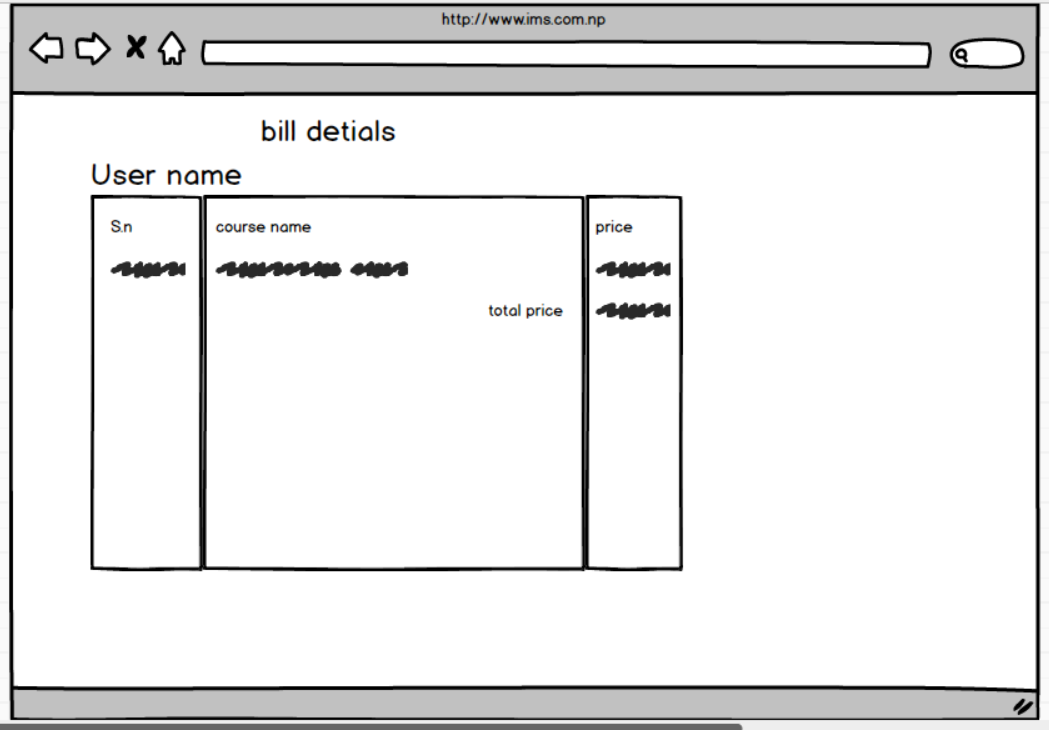 http://www.ims.com.np
bill detials
User name
S.n course name price
total price